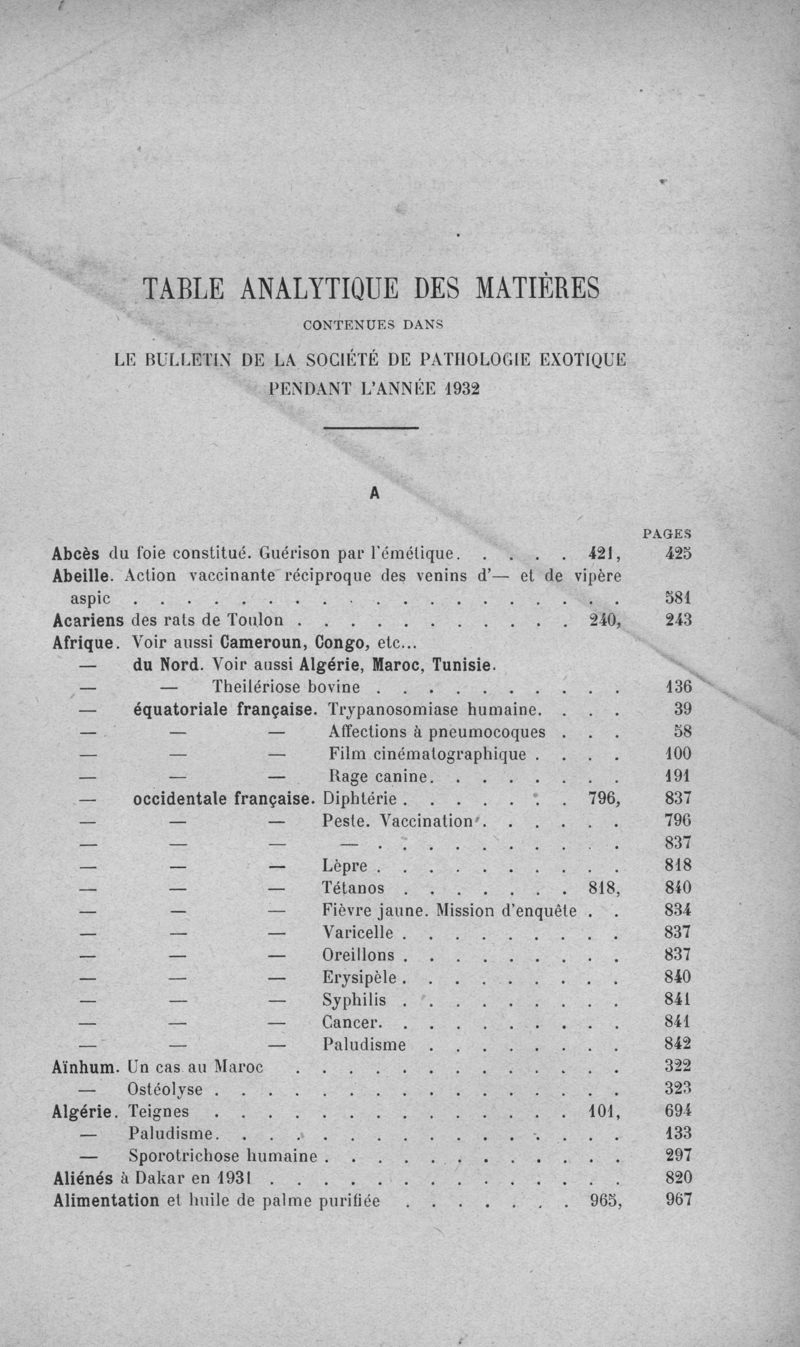 TABLE ANALYTIQUE DES MATIÈRES
CONTENUES DANS
LE BULLETIN DE LA SOCIÉTÉ DE PATHOLOGIE EXOTIQUE
PENDANT L'ANNÉE 1932
A
PAGES
Abcès du foie constitué. Guérison par l'émétique. . . . . . 421, 425
Abeille. Action vaccinante réciproque des venins d'— et de vipère
aspic . . . . . . . . . . . . . . . . . . . 581
Acariens des rats de Toulon . . . . . . . . . . . 240, 243
Afrique. Voir aussi Cameroun, Congo, etc...
— du Nord. Voir aussi Algérie, Maroc, Tunisie.
— — Theilériose bovine . . . . . . . . . . 136
— équatoriale française. Trypanosomiase humaine. . . . 39
— — — Affections à pneumocoques . . . 58
— — — Film cinématographique . . . . 100
— — — Rage canine. . . . . . . . 191
— occidentale française. Diphtérie . . . . . . . 796, 837
— — — Peste. Vaccination. . . . . . 796
— — — — . . . . . . . . . . 837
— — — Lèpre . . . . . . . . . . 818
— — — Tétanos . . . . . . . 818, 840
— — — Fièvre jaune. Mission d'enquête . . 834
— — — Varicelle . . . . . . . . . 837
— — — Oreillons . . . . . . . . . 837
— — — Erysipèle . . . . . . . . . 840
— — — Syphilis . . . . . . . . . 841
— — — Cancer. . . . . . . . . . 841
— — — Paludisme . . . . . . . . 842
Aïnhum. Un cas au Maroc . . . . . . . . . . . . . 322
— Ostéolyse . . . . . . . . . . . . . . . . 323
Algérie. Teignes . . . . . . . . . . . . . . 101, 694
— Paludisme. . . . . . . . . . . . . . . . 133
— Sporotrichose humaine . . . . . . . . . . . . 297
Aliénés à Dakar en 1931 . . . . . . . . . . . . . . 820
Alimentation et huile de palme purifiée . . . . . . . 965, 967